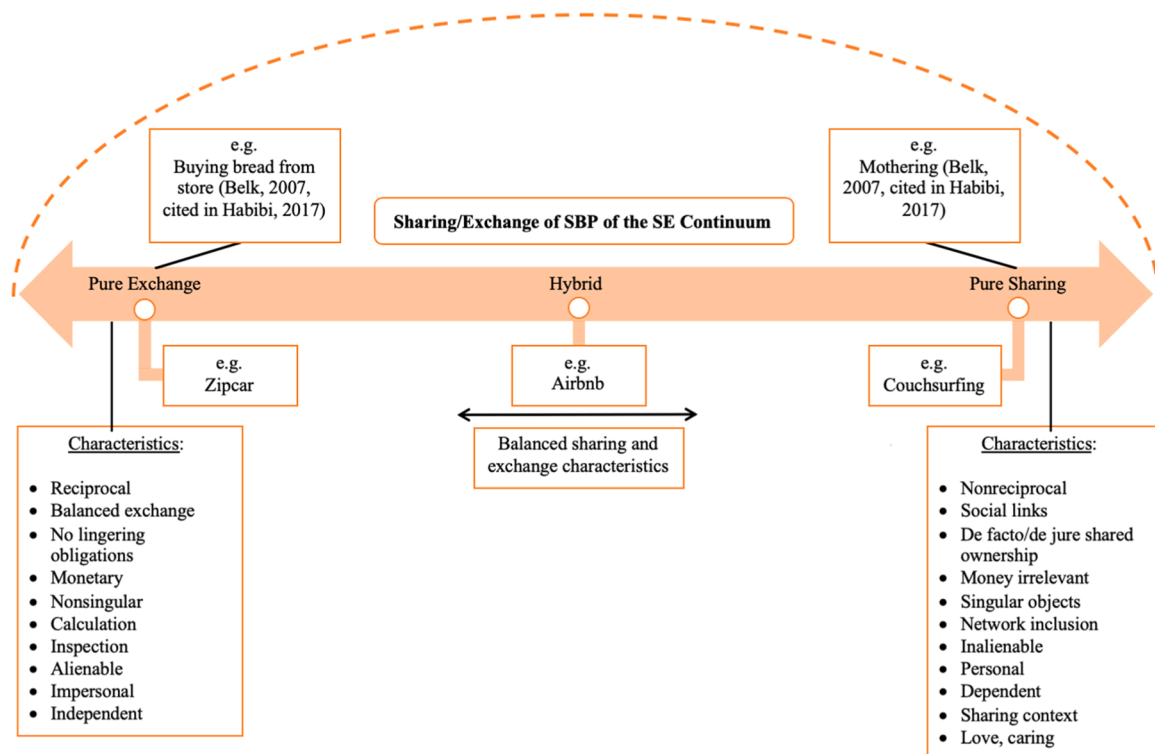 e.g.
Buying bread from
store (Belk, 2007,
cited in Habibi, 2017)
e.g.
Mothering (Belk,
2007, cited in Habibi,
2017)
Sharing/Exchange of SBP of the SE Continuum
Pure Exchange
Hybrid
Pure Sharing
e.g.
Zipcar
e.g.
Airbnb
e.g.
Couchsurfing
Balanced sharing and
exchange characteristics
Characteristics:
• Reciprocal
• Balanced exchange
• No lingering
obligations
• Monetary
• Nonsingular
• Calculation
• Inspection
• Alienable
• Impersonal
• Independent
Characteristics:
• Nonreciprocal
• Social links
• De facto/de jure shared
ownership
• Money irrelevant
• Singular objects
• Network inclusion
• Inalienable
• Personal
• Dependent
• Sharing context
• Love, caring